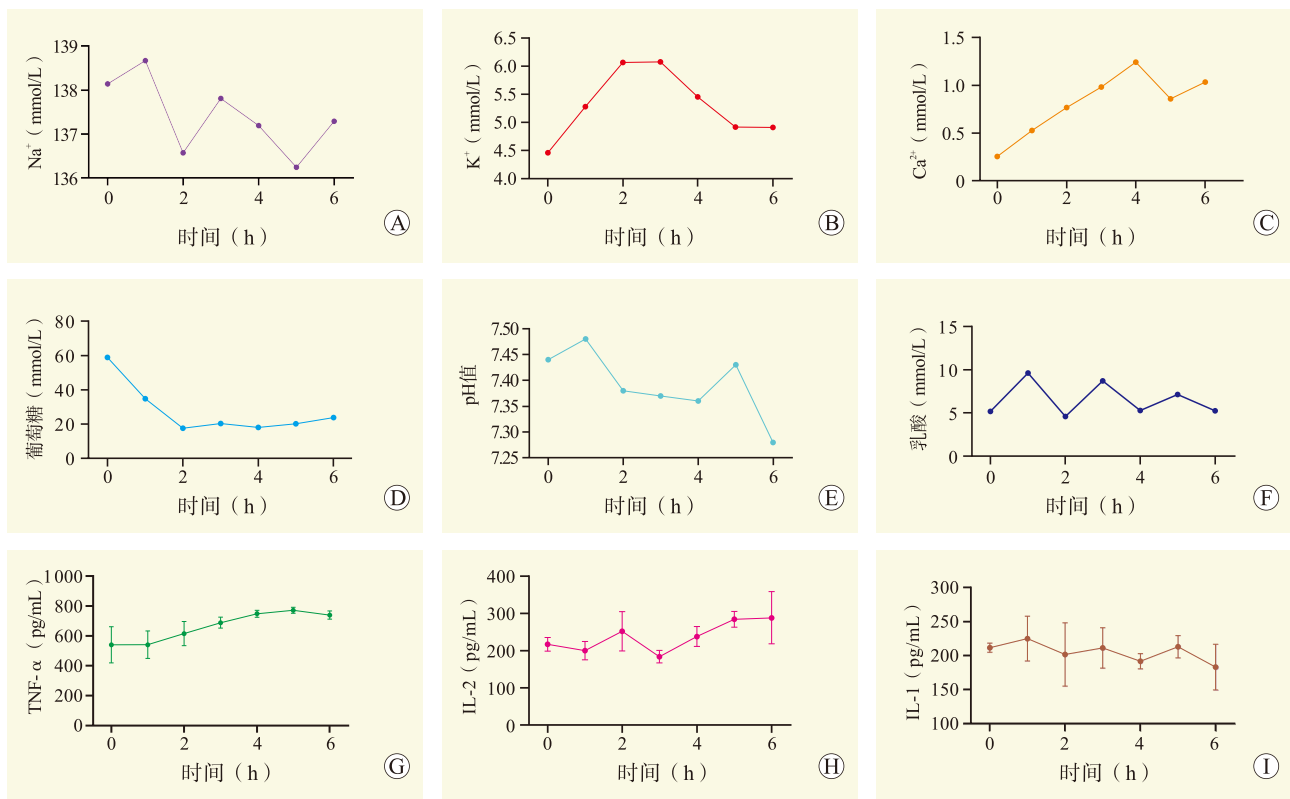 Na⁺（mmol/L）
139
138
137
136
0 2 4 6
时间（h）
Ⓐ
K⁺（mmol/L）
6.5
6.0
5.5
5.0
4.5
4.0
0 2 4 6
时间（h）
Ⓑ
Ca²⁺（mmol/L）
1.5
1.0
0.5
0
0 2 4 6
时间（h）
Ⓒ
葡萄糖（mmol/L）
80
60
40
20
0
0 2 4 6
时间（h）
Ⓓ
pH值
7.50
7.45
7.40
7.35
7.30
7.25
0 2 4 6
时间（h）
Ⓔ
乳酸（mmol/L）
15
10
5
0
0 2 4 6
时间（h）
Ⓕ
TNF-α（pg/mL）
1 000
800
600
400
200
0
0 2 4 6
时间（h）
Ⓖ
IL-2（pg/mL）
400
300
200
100
0
0 2 4 6
时间（h）
Ⓗ
IL-1（pg/mL）
300
250
200
150
100
0 2 4 6
时间（h）
Ⓘ